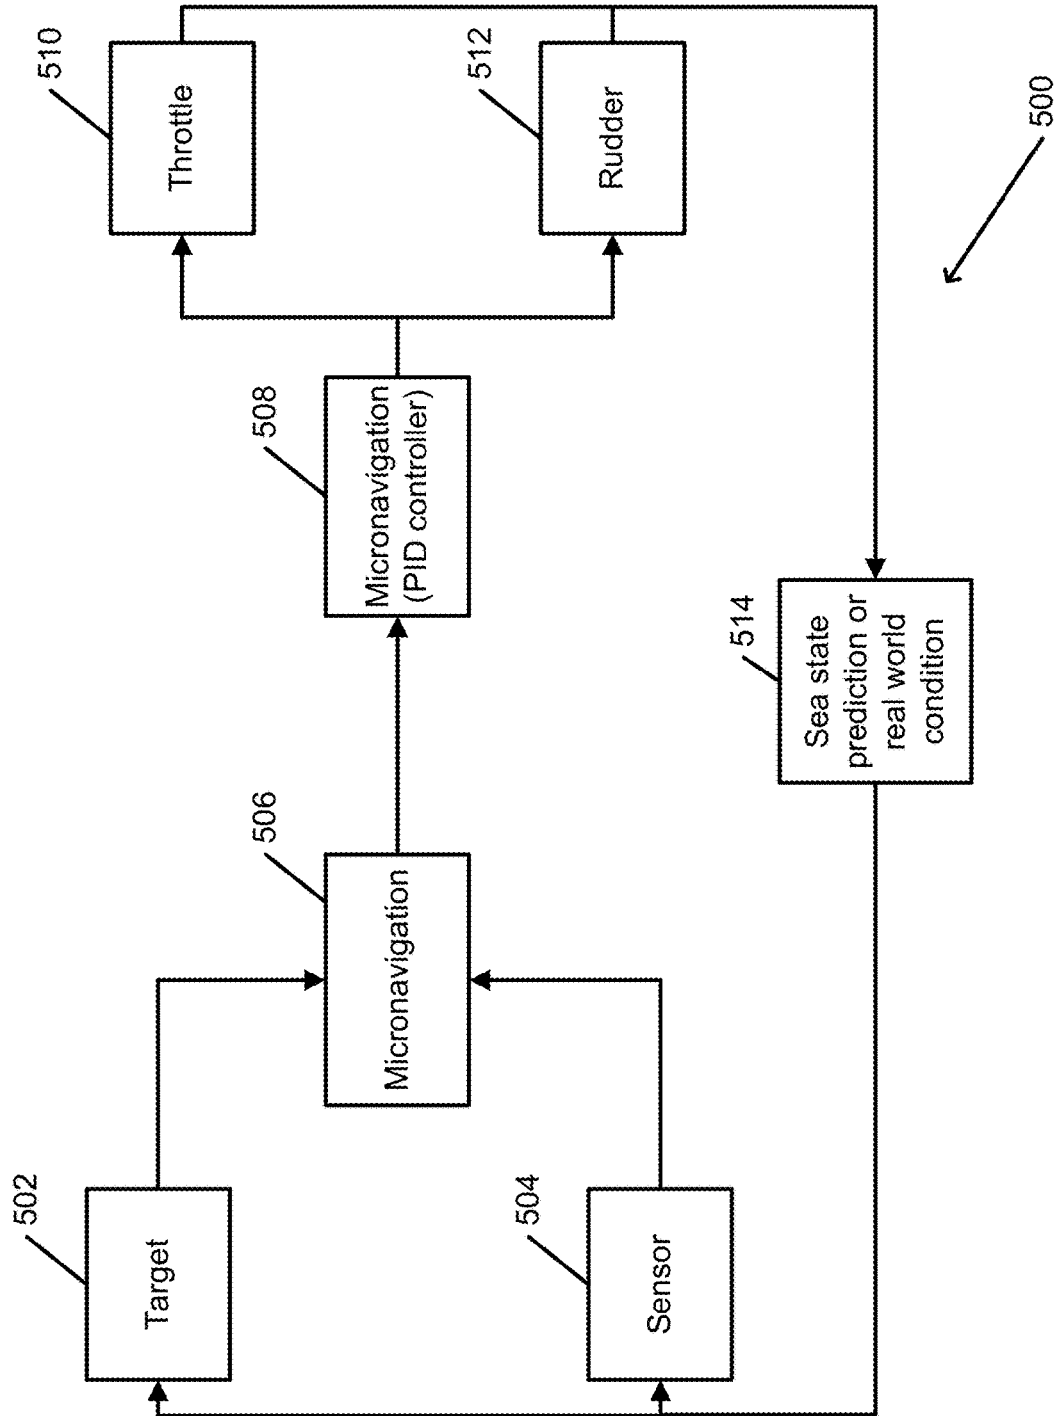 502
Target
504
Sensor
506
Micronavigation
508
Micronavigation
(PID controller)
510
Throttle
512
Rudder
514
Sea state
prediction or
real world
condition
500